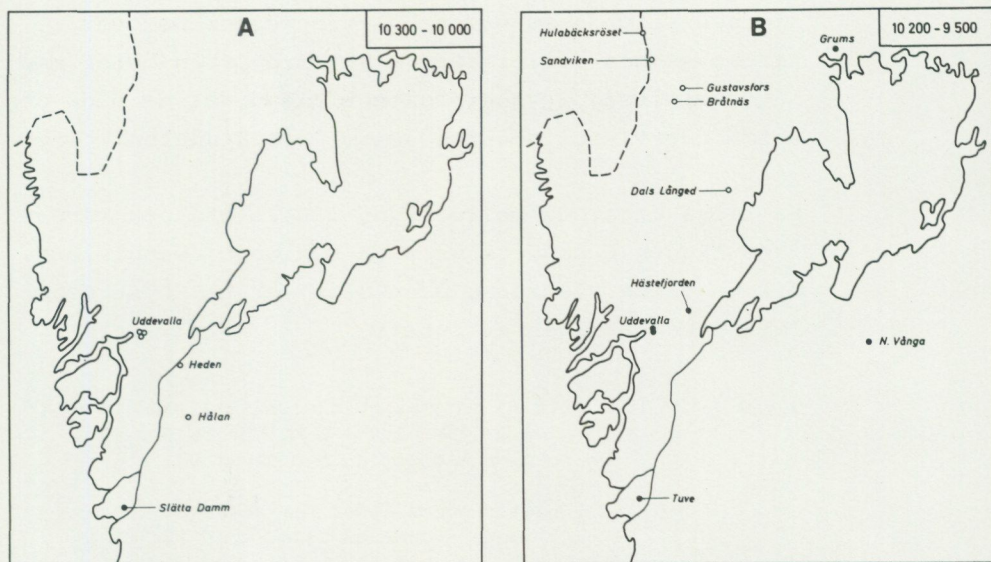 A
10 300 – 10 000
Uddevalla
Heden
Hålan
Slätta Damm
B
10 200 – 9 500
Hulabäcksröset
Grums
Sandviken
Gustavsfors
Bråtnäs
Dals Långed
Hästefjorden
Uddevalla
N. Vånga
Tuve